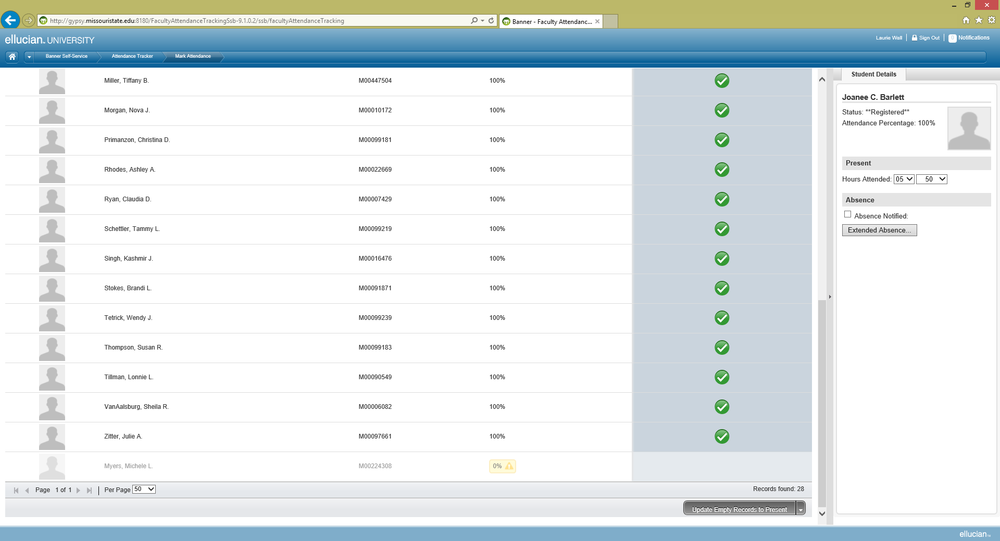 http://gypsy.missouristate.edu:8180/FacultyAttendanceTrackingSsb-9.1.0.2/ssb/facultyAttendanceTracking
Banner - Faculty Attendanc...
ellucian™ UNIVERSITY
Laurie Wall Sign Out 0 Notifications
Banner Self-Service Attendance Tracker Mark Attendance
Miller, Tiffany B. M00447504 100%
Morgan, Nova J. M00010172 100%
Primanzon, Christina D. M00099181 100%
Rhodes, Ashley A. M00022669 100%
Ryan, Claudia D. M00007429 100%
Schettler, Tammy L. M00099219 100%
Singh, Kashmir J. M00016476 100%
Stokes, Brandi L. M00091871 100%
Tetrick, Wendy J. M00099239 100%
Thompson, Susan R. M00099183 100%
Tillman, Lonnie L. M00090549 100%
VanAalsburg, Sheila R. M00006082 100%
Zitter, Julie A. M00097661 100%
Myers, Michele L. M00224308 0%
Page 1 of 1 Per Page 50 Records found: 28
Update Empty Records to Present
Student Details
Joanee C. Barlett
Status: **Registered**
Attendance Percentage: 100%
Present
Hours Attended: 05 50
Absence
Absence Notified:
Extended Absence...
ellucian™